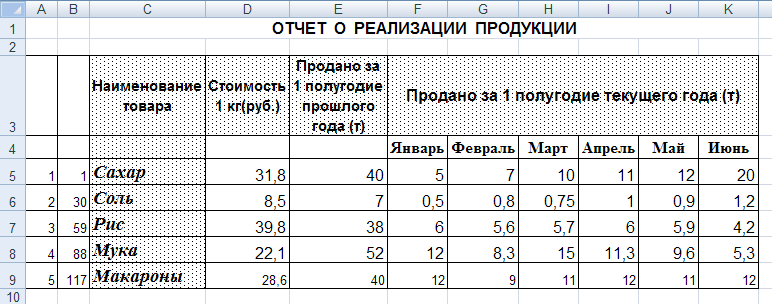 A B C D E F G H I J K
1 ОТЧЕТ О РЕАЛИЗАЦИИ ПРОДУКЦИИ
2
3 Наименование товара Стоимость 1 кг(руб.) Продано за 1 полугодие прошлого года (т) Продано за 1 полугодие текущего года (т)
4 Январь Февраль Март Апрель Май Июнь
5 1 1 Сахар 31,8 40 5 7 10 11 12 20
6 2 30 Соль 8,5 7 0,5 0,8 0,75 1 0,9 1,2
7 3 59 Рис 39,8 38 6 5,6 5,7 6 5,9 4,2
8 4 88 Мука 22,1 52 12 8,3 15 11,3 9,6 5,3
9 5 117 Макароны 28,6 40 12 9 11 12 11 12
10